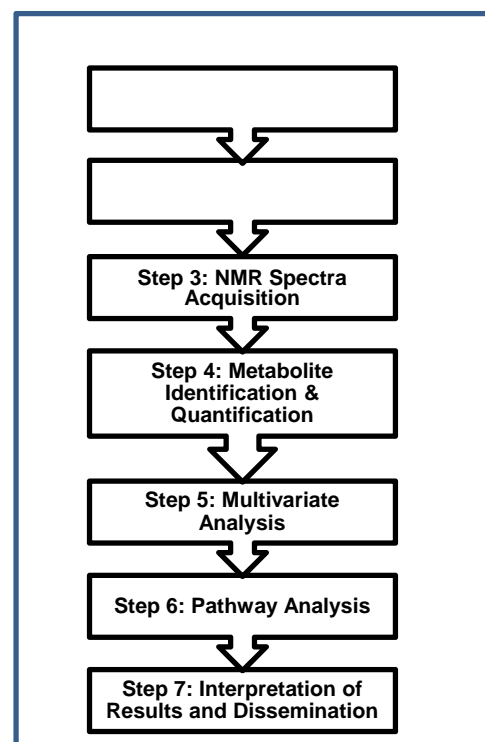 Step 3: NMR Spectra
Acquisition
Step 4: Metabolite
Identification &
Quantification
Step 5: Multivariate
Analysis
Step 6: Pathway Analysis
Step 7: Interpretation of
Results and Dissemination